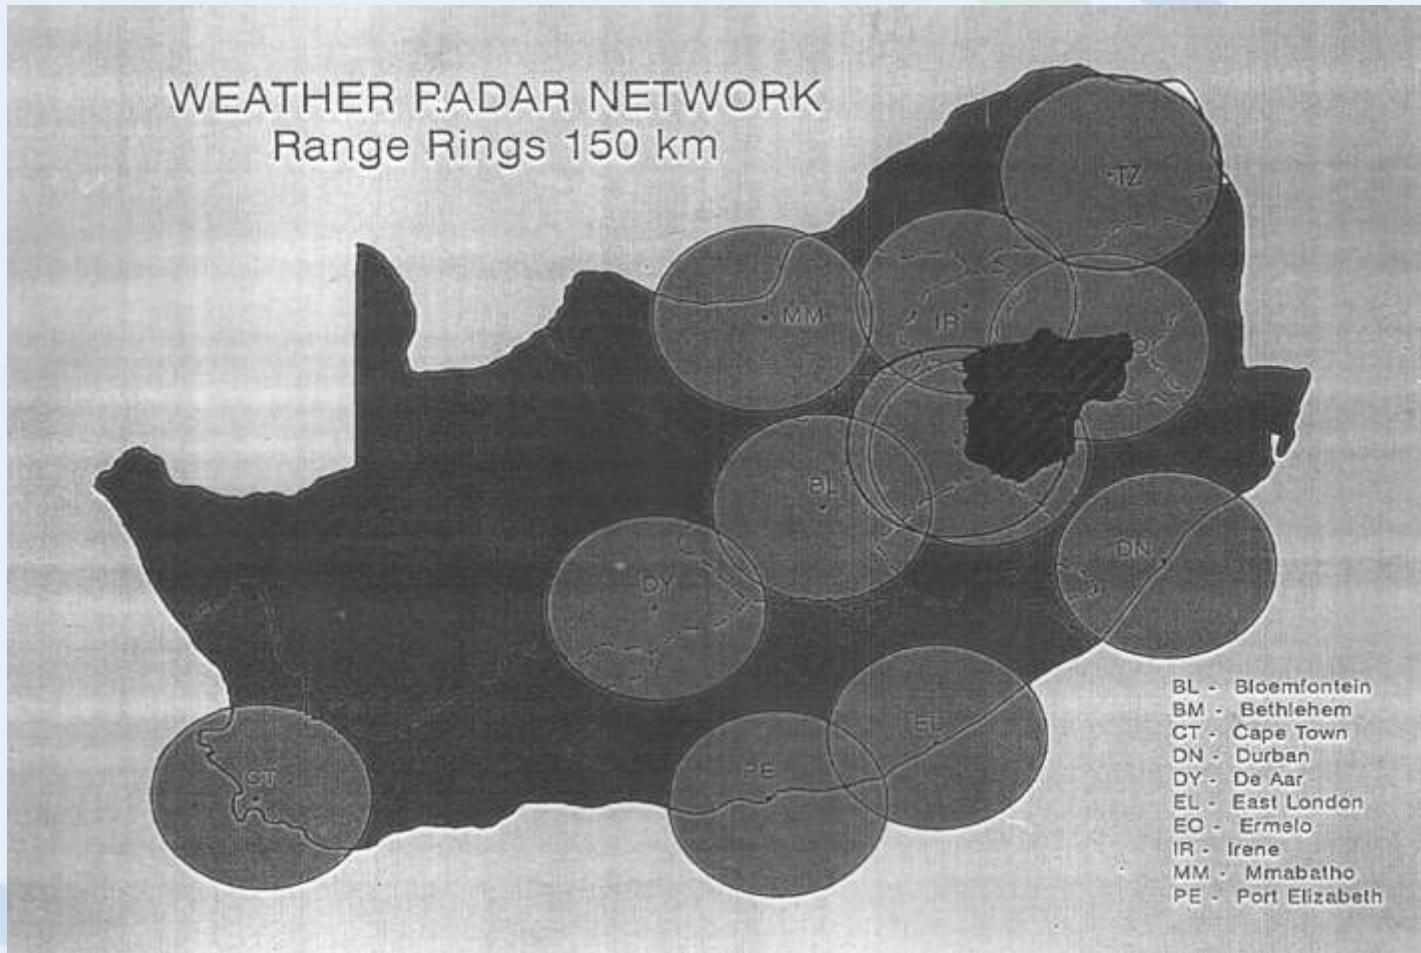 WEATHER RADAR NETWORK
Range Rings 150 km
TZ
MM
IR
BL
DN
DY
EL
PE
CT
BL - Bloemfontein
BM - Bethlehem
CT - Cape Town
DN - Durban
DY - De Aar
EL - East London
EO - Ermelo
IR - Irene
MM - Mmabatho
PE - Port Elizabeth